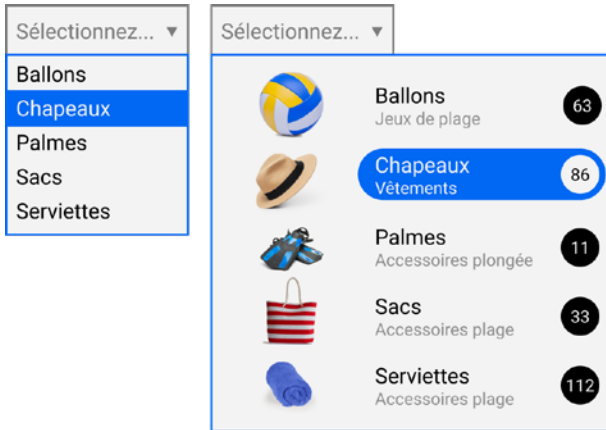 Sélectionnez... ▼
Ballons
Chapeaux
Palmes
Sacs
Serviettes
Sélectionnez... ▼
Ballons
Jeux de plage
63
Chapeaux
Vêtements
86
Palmes
Accessoires plongée
11
Sacs
Accessoires plage
33
Serviettes
Accessoires plage
112